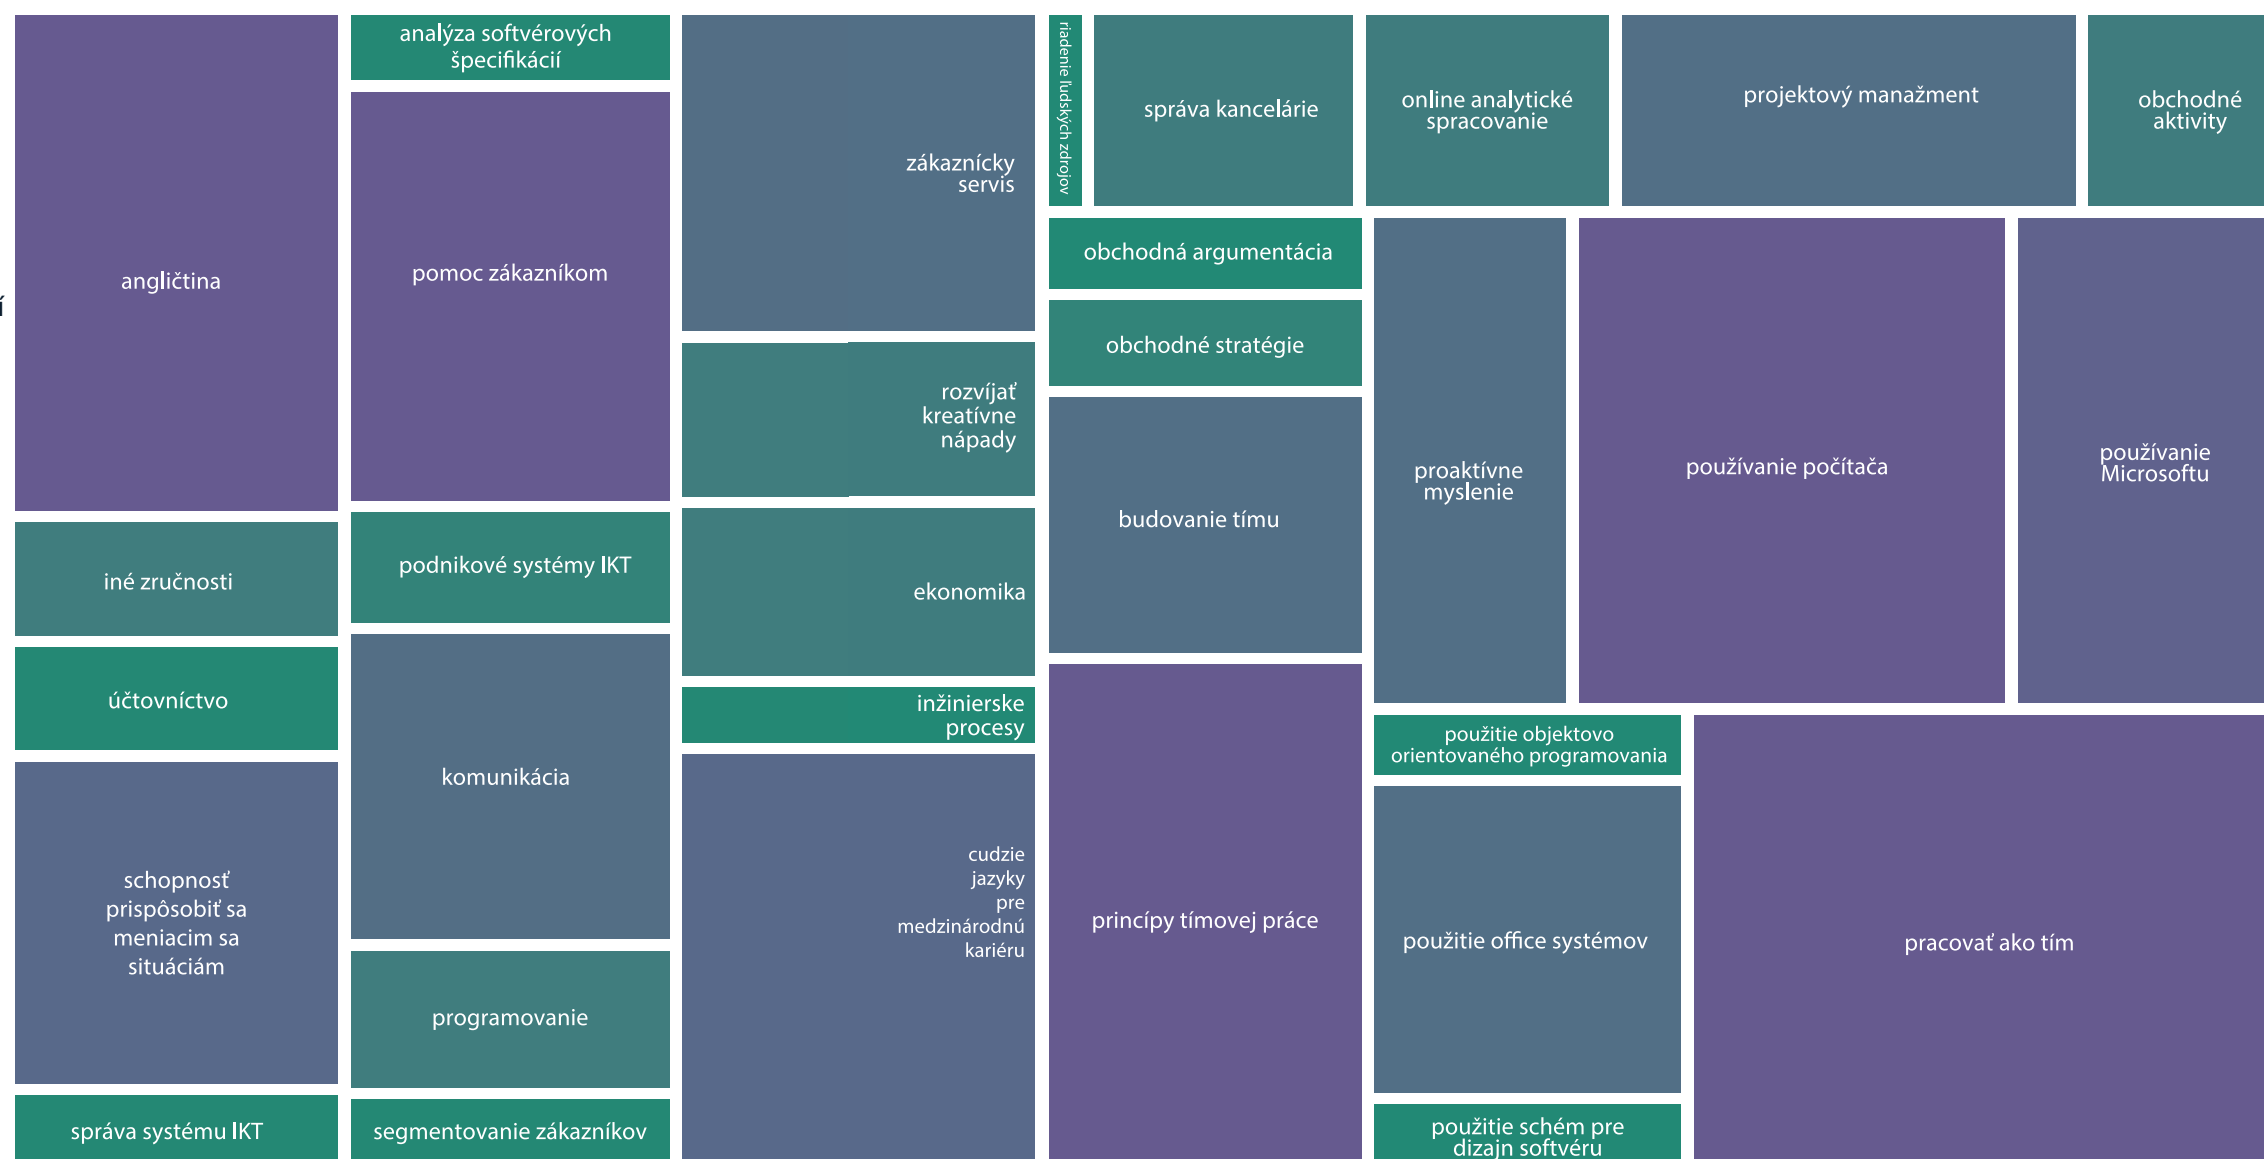 í
angličtina
iné zručnosti
účtovníctvo
schopnosť
prispôsobiť sa
meniacim sa
situáciám
správa systému IKT
analýza softvérových
špecifikácií
pomoc zákazníkom
podnikové systémy IKT
komunikácia
programovanie
segmentovanie zákazníkov
zákaznícky
servis
rozvíjať
kreatívne
nápady
ekonomika
inžinierske
procesy
cudzie
jazyky
pre
medzinárodnú
kariéru
riadenie ľudských zdrojov
správa kancelárie
online analytické
spracovanie
projektový manažment
obchodné
aktivity
obchodná argumentácia
obchodné stratégie
budovanie tímu
princípy tímovej práce
proaktívne
myslenie
používanie počítača
používanie
Microsoftu
použitie objektovo
orientovaného programovania
použitie office systémov
použitie schém pre
dizajn softvéru
pracovať ako tím